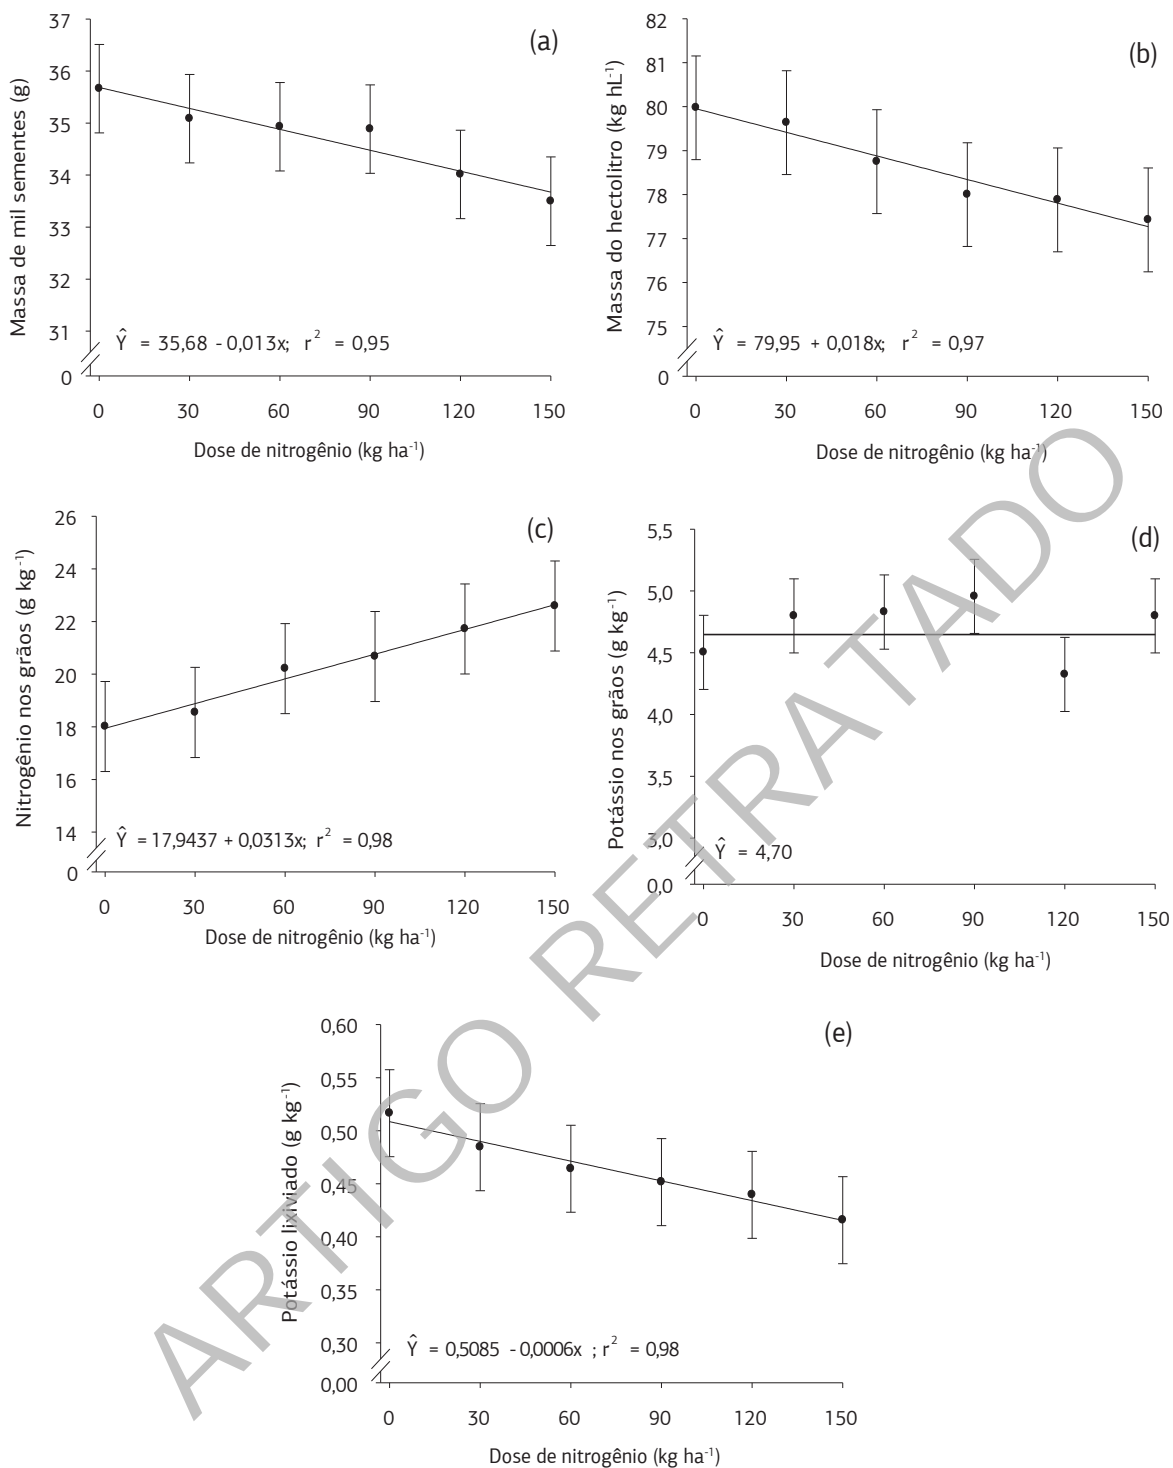 (a)
Massa de mil sementes (g)
37
36
35
34
33
32
31
0
Ŷ = 35,68 - 0,013x; r² = 0,95
0 30 60 90 120 150
Dose de nitrogênio (kg ha⁻¹)
(b)
Massa do hectolitro (kg hL⁻¹)
82
81
80
79
78
77
76
75
0
Ŷ = 79,95 + 0,018x; r² = 0,97
0 30 60 90 120 150
Dose de nitrogênio (kg ha⁻¹)
(c)
Nitrogênio nos grãos (g kg⁻¹)
26
24
22
20
18
16
14
0
Ŷ = 17,9437 + 0,0313x; r² = 0,98
0 30 60 90 120 150
Dose de nitrogênio (kg ha⁻¹)
(d)
Potássio nos grãos (g kg⁻¹)
5,5
5,0
4,5
4,0
3,5
3,0
0,0
Ŷ = 4,70
0 30 60 90 120 150
Dose de nitrogênio (kg ha⁻¹)
(e)
Potássio lixiviado (g kg⁻¹)
0,60
0,55
0,50
0,45
0,40
0,35
0,30
0,00
Ŷ = 0,5085 - 0,0006x ; r² = 0,98
0 30 60 90 120 150
Dose de nitrogênio (kg ha⁻¹)
ARTIGO RETRATADO